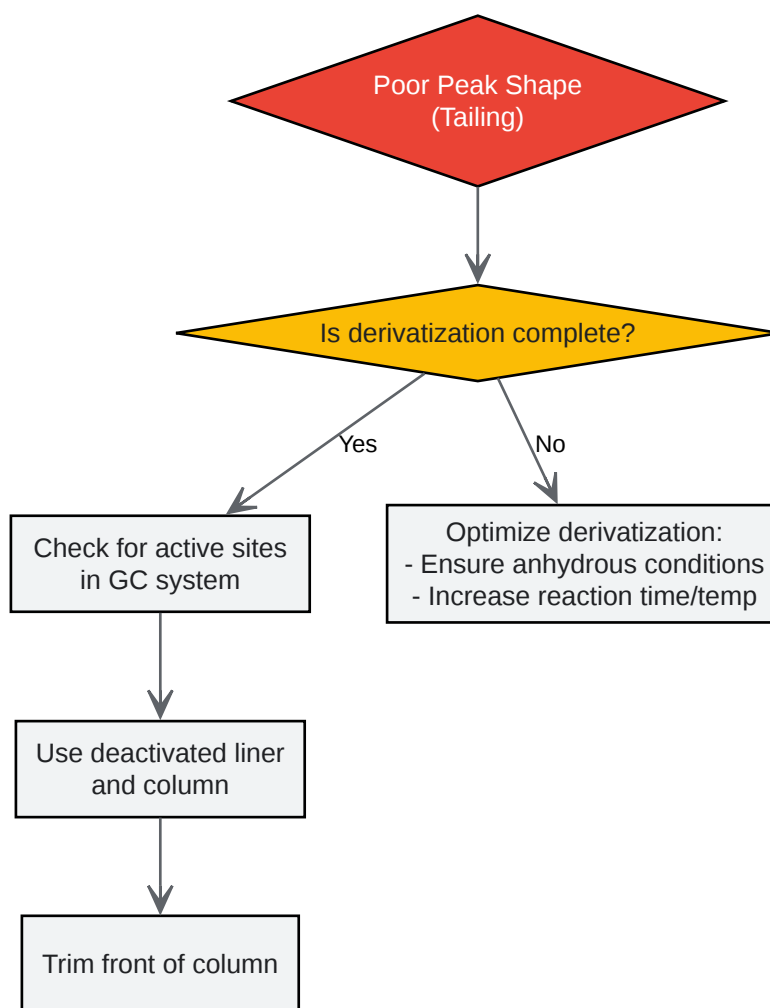 Poor Peak Shape
(Tailing)
Is derivatization complete?
Yes
No
Check for active sites
in GC system
Optimize derivatization:
- Ensure anhydrous conditions
- Increase reaction time/temp
Use deactivated liner
and column
Trim front of column